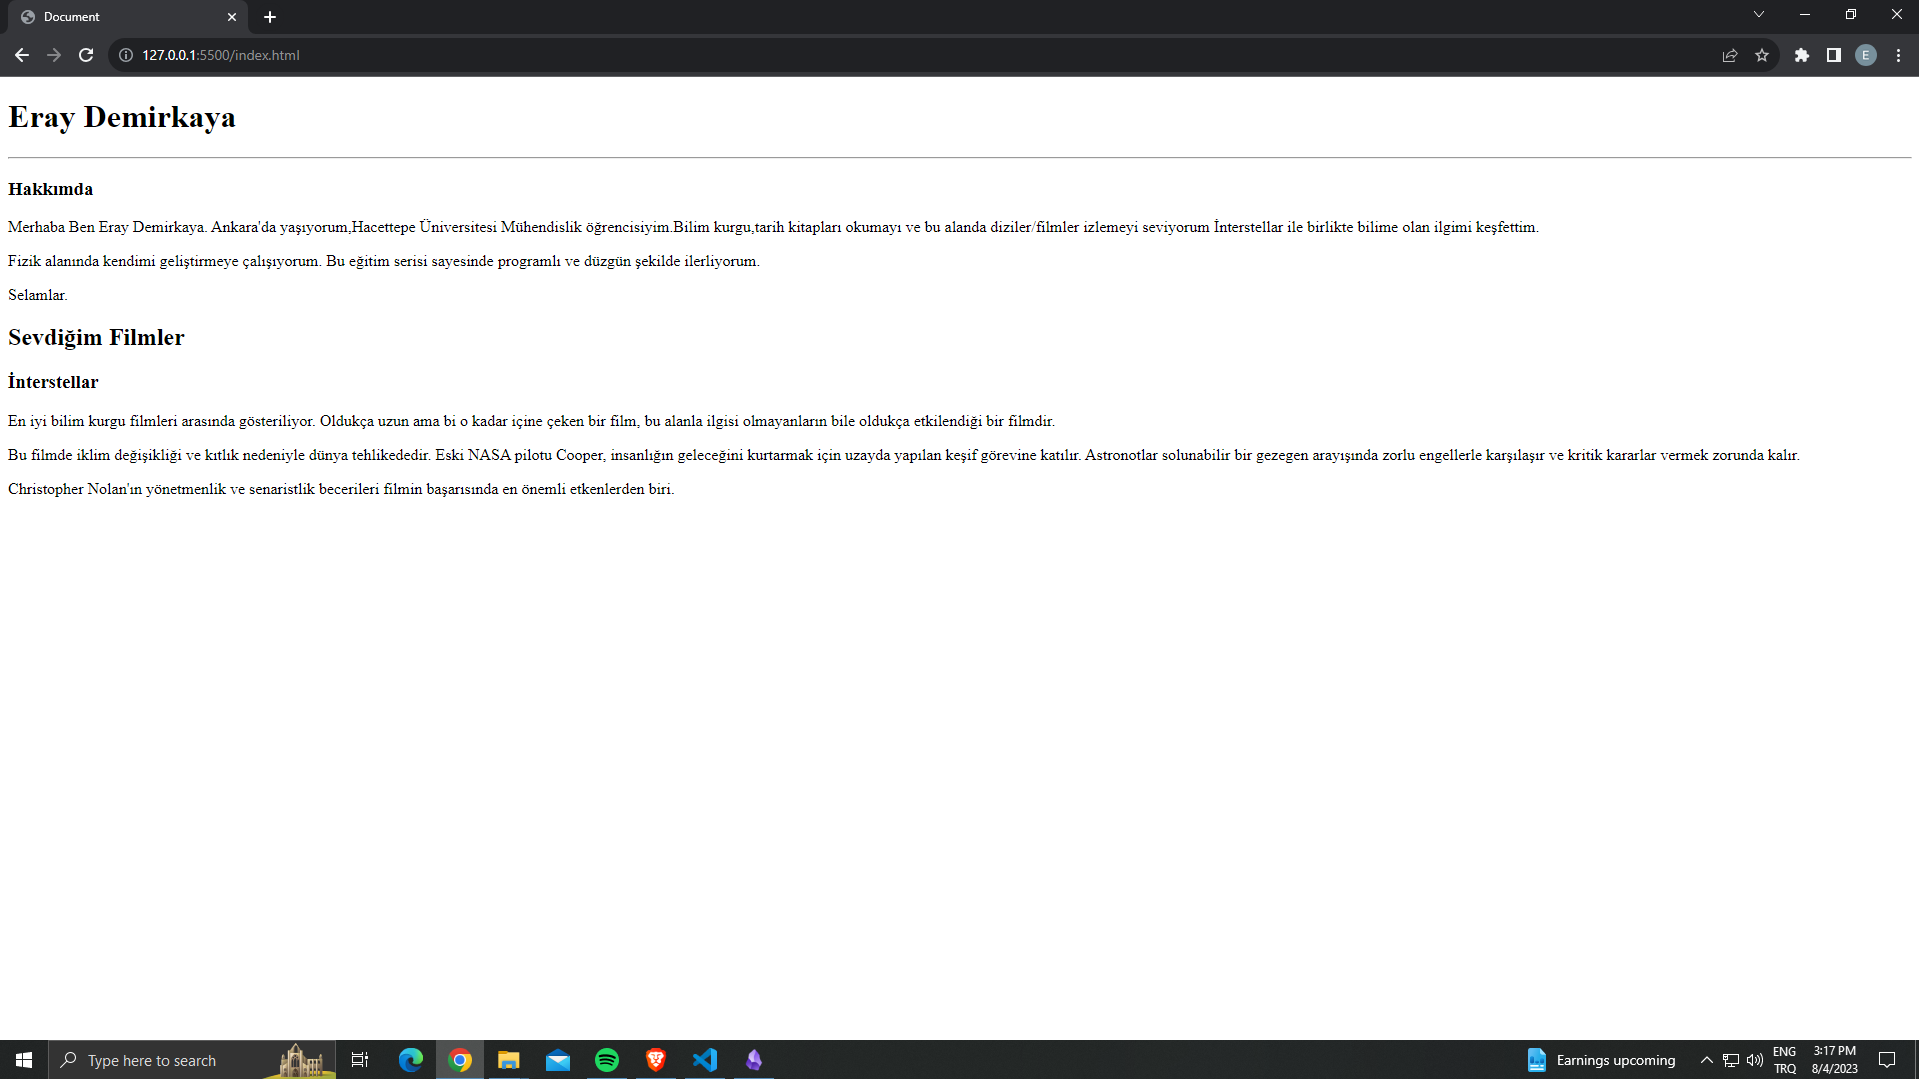 Document
127.0.0.1:5500/index.html
E
Eray Demirkaya
Hakkımda
Merhaba Ben Eray Demirkaya. Ankara'da yaşıyorum,Hacettepe Üniversitesi Mühendislik öğrencisiyim.Bilim kurgu,tarih kitapları okumayı ve bu alanda diziler/filmler izlemeyi seviyorum İnterstellar ile birlikte bilime olan ilgimi keşfettim.
Fizik alanında kendimi geliştirmeye çalışıyorum. Bu eğitim serisi sayesinde programlı ve düzgün şekilde ilerliyorum.
Selamlar.
Sevdiğim Filmler
İnterstellar
En iyi bilim kurgu filmleri arasında gösteriliyor. Oldukça uzun ama bi o kadar içine çeken bir film, bu alanla ilgisi olmayanların bile oldukça etkilendiği bir filmdir.
Bu filmde iklim değişikliği ve kıtlık nedeniyle dünya tehlikededir. Eski NASA pilotu Cooper, insanlığın geleceğini kurtarmak için uzayda yapılan keşif görevine katılır. Astronotlar solunabilir bir gezegen arayışında zorlu engellerle karşılaşır ve kritik kararlar vermek zorunda kalır.
Christopher Nolan'ın yönetmenlik ve senaristlik becerileri filmin başarısında en önemli etkenlerden biri.
Type here to search
Earnings upcoming
ENG
TRQ
3:17 PM
8/4/2023